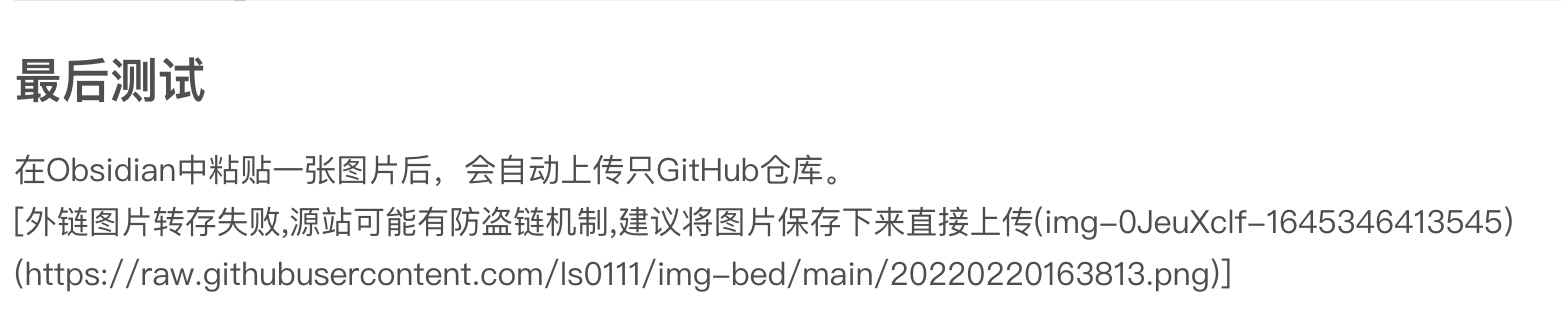 最后测试
在Obsidian中粘贴一张图片后，会自动上传只GitHub仓库。
[外链图片转存失败,源站可能有防盗链机制,建议将图片保存下来直接上传(img-0JeuXclf-1645346413545)
(https://raw.githubusercontent.com/ls0111/img-bed/main/20220220163813.png)]